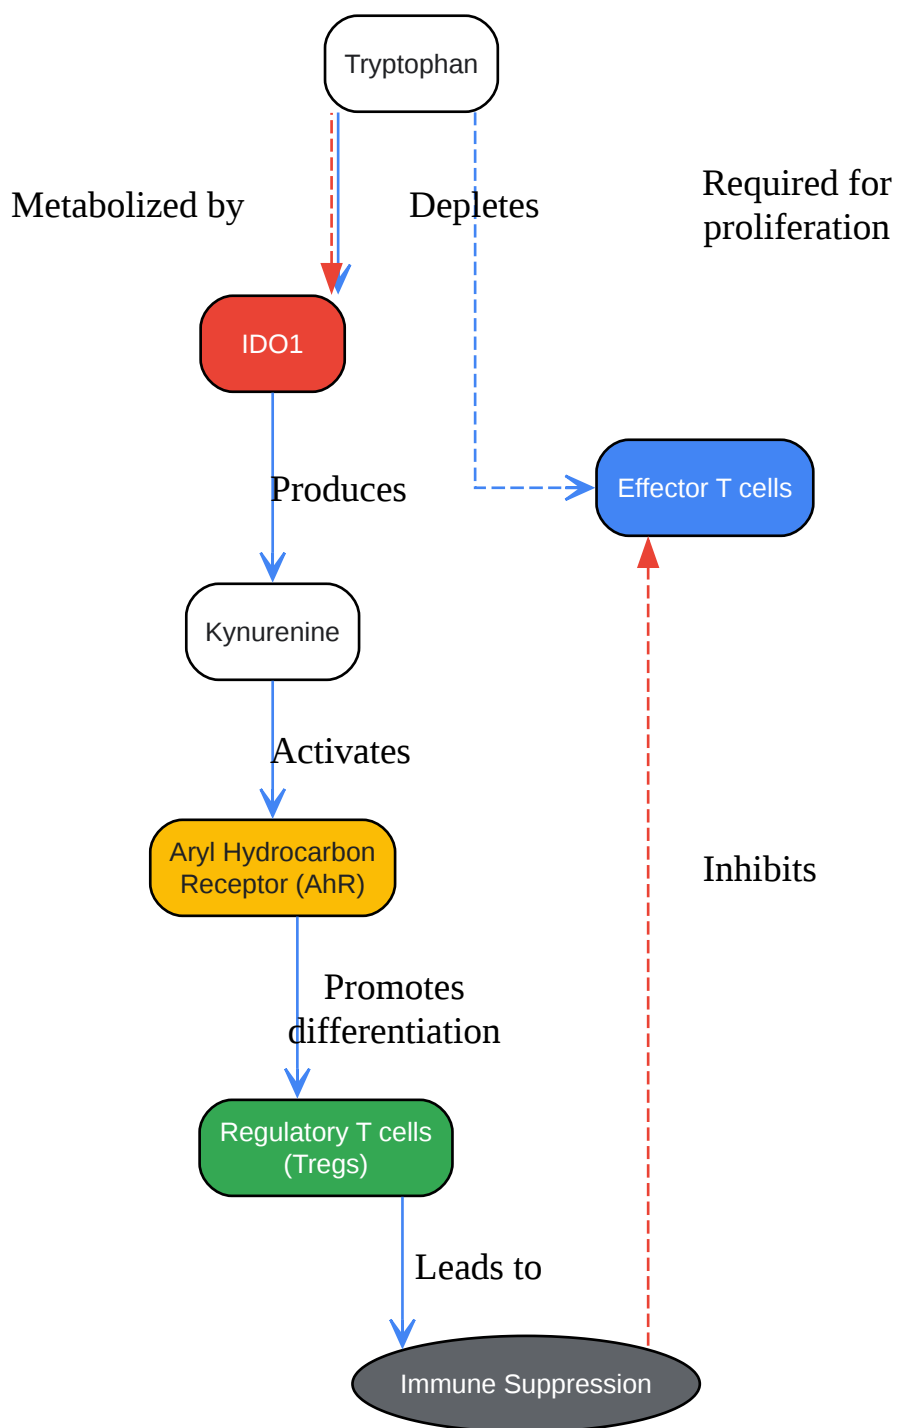 Tryptophan
Metabolized by
Depletes
Required for
proliferation
IDO1
Produces
Effector T cells
Kynurenine
Activates
Aryl Hydrocarbon
Receptor (AhR)
Inhibits
Promotes
differentiation
Regulatory T cells
(Tregs)
Leads to
Immune Suppression